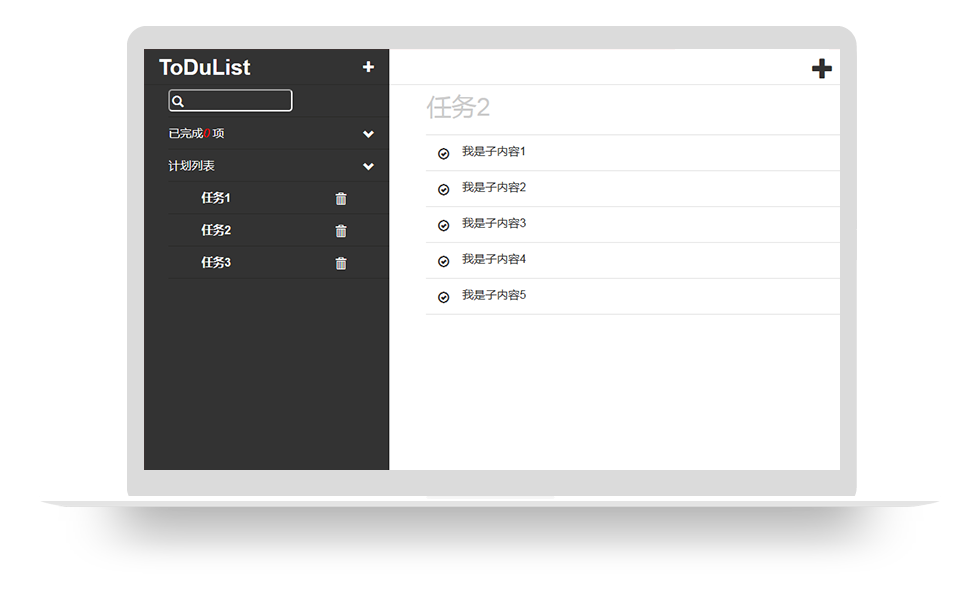 ToDuList
已完成0 项
计划列表
任务1
任务2
任务3
任务2
我是子内容1
我是子内容2
我是子内容3
我是子内容4
我是子内容5